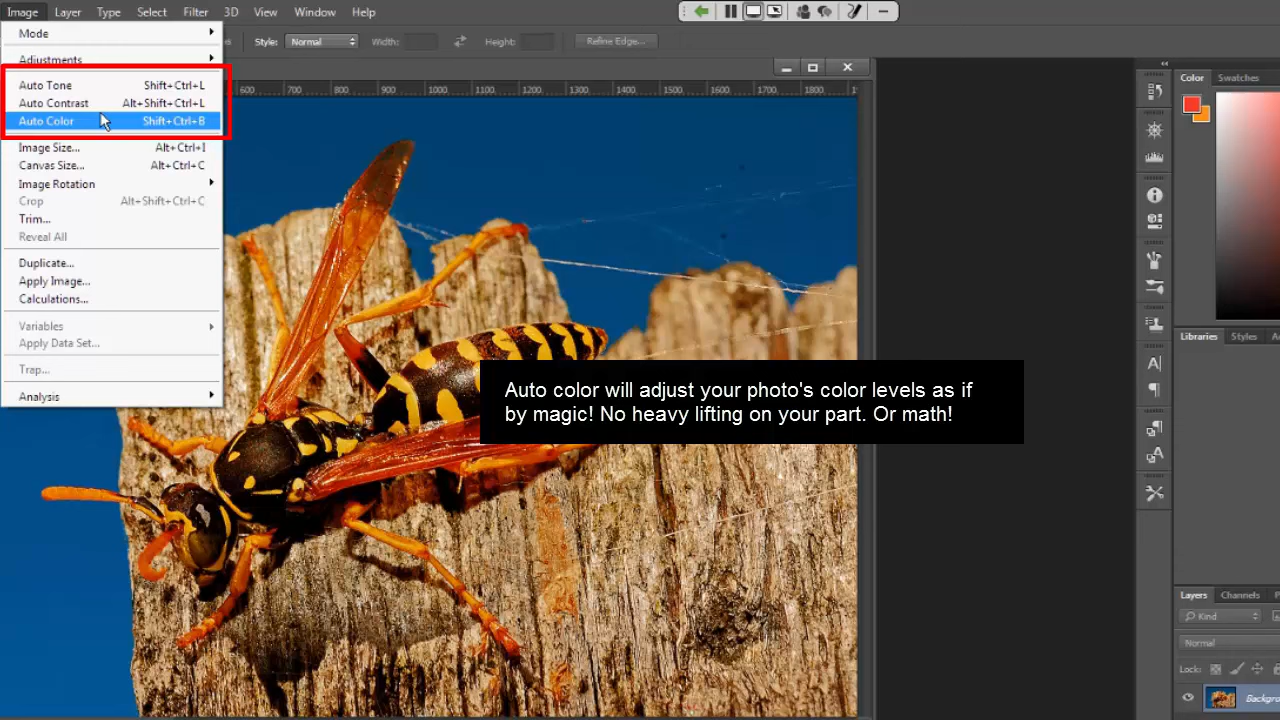 Image Layer Type Select Filter 3D View Window Help
Style: Normal Width: Height: Refine Edge...
Mode
Adjustments
Auto Tone Shift+Ctrl+L
Auto Contrast Alt+Shift+Ctrl+L
Auto Color Shift+Ctrl+B
Image Size... Alt+Ctrl+I
Canvas Size... Alt+Ctrl+C
Image Rotation
Crop Alt+Shift+Ctrl+C
Trim...
Reveal All
Duplicate...
Apply Image...
Calculations...
Variables
Apply Data Set...
Trap...
Analysis
600 700 800 900 1000 1100 1200 1300 1400 1500 1600 1700 1800
Auto color will adjust your photo's color levels as if
by magic! No heavy lifting on your part. Or math!
Color Swatches
Libraries Styles
Layers Channels
Kind
Normal
Lock: